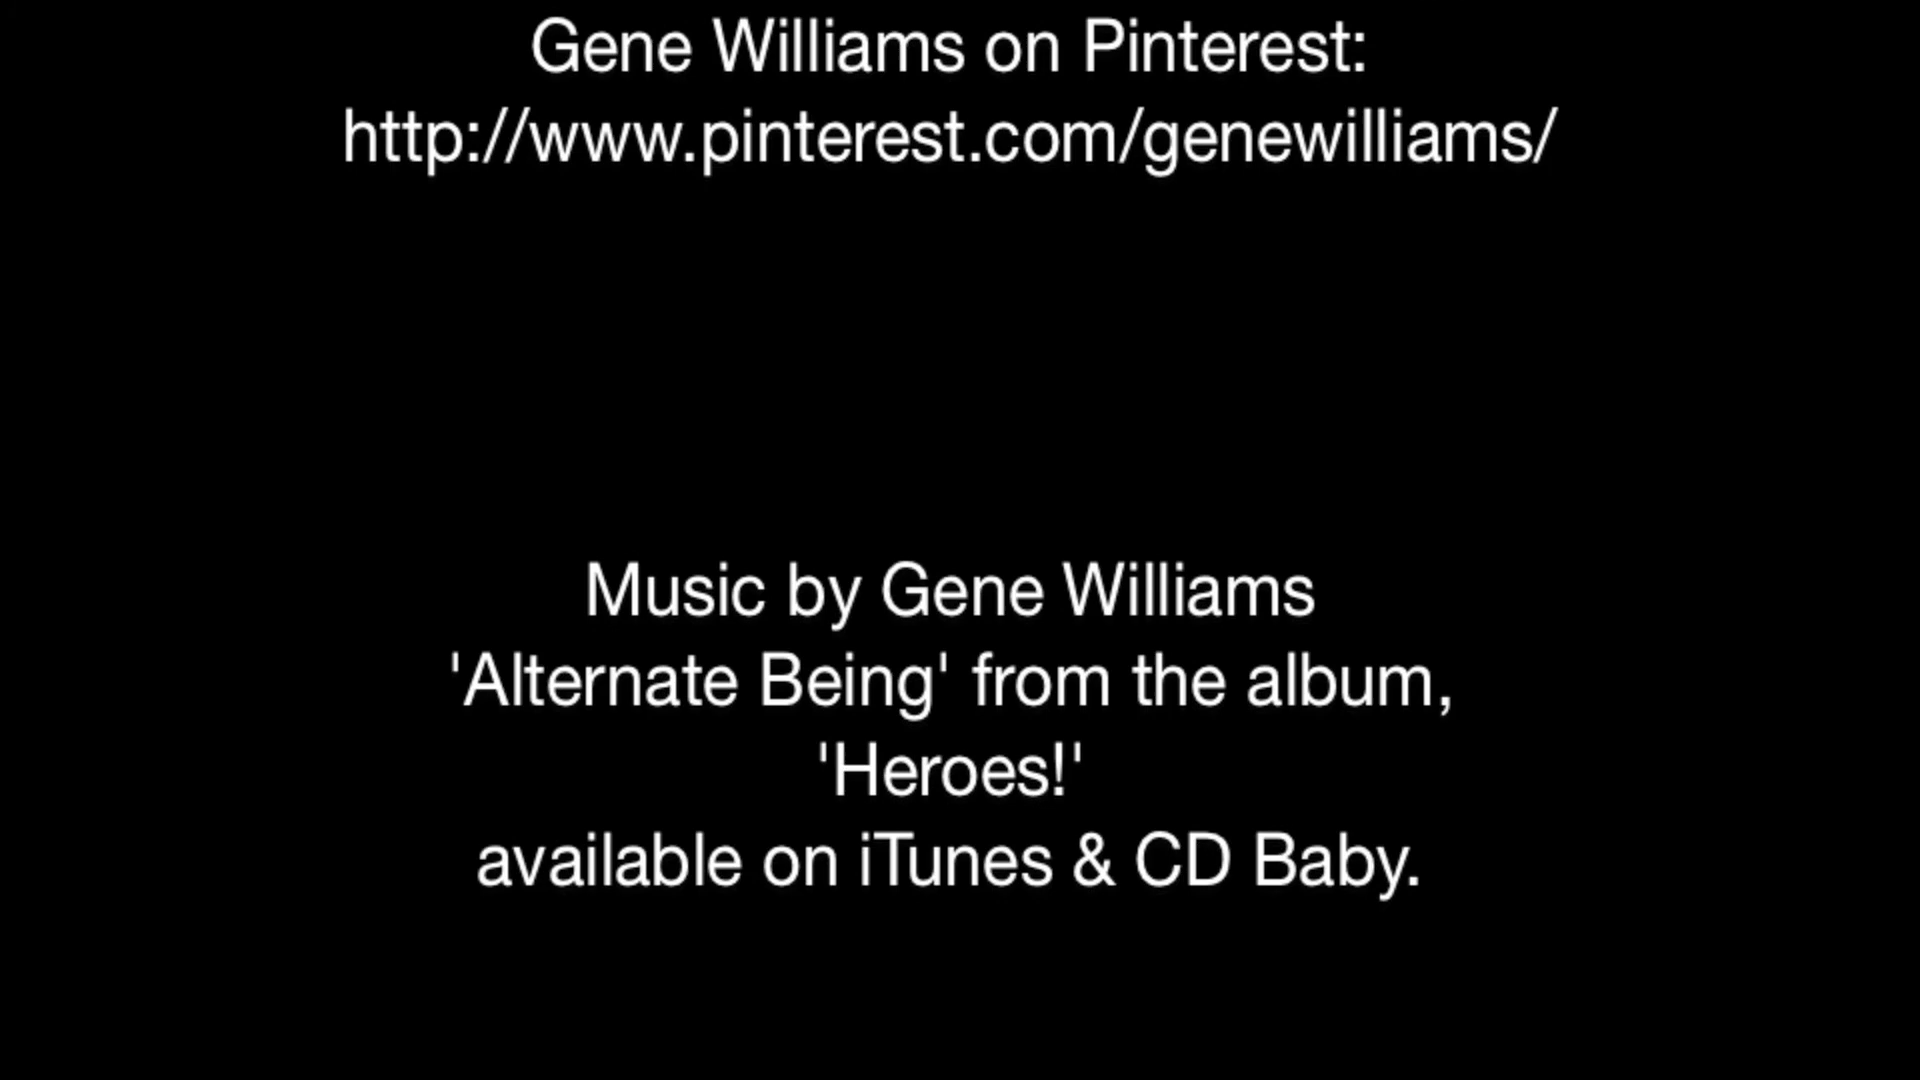 Gene Williams on Pinterest:
http://www.pinterest.com/genewilliams/
Music by Gene Williams
'Alternate Being' from the album,
'Heroes!'
available on iTunes & CD Baby.